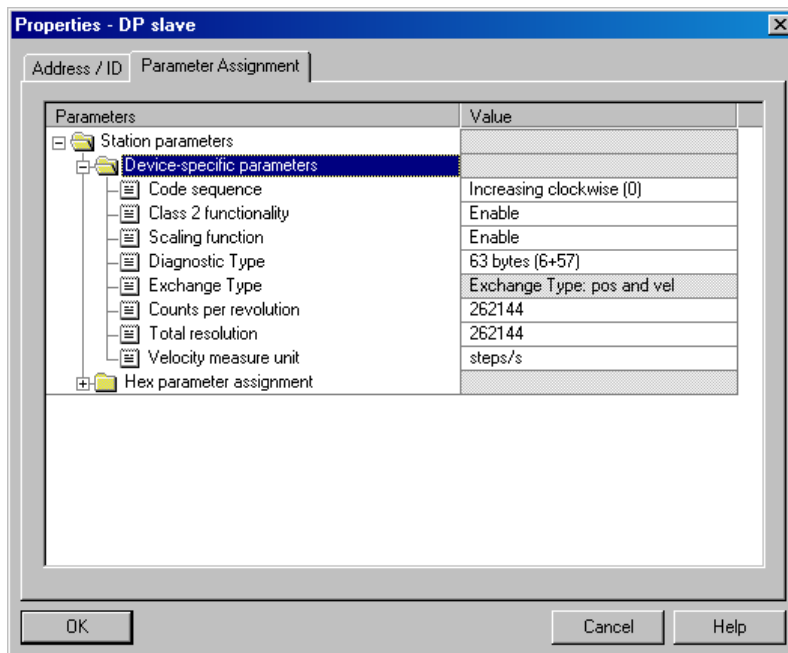 Properties - DP slave
Address / ID Parameter Assignment
Parameters Value
Station parameters
Device-specific parameters
Code sequence Increasing clockwise (0)
Class 2 functionality Enable
Scaling function Enable
Diagnostic Type 63 bytes (6+57)
Exchange Type Exchange Type: pos and vel
Counts per revolution 262144
Total resolution 262144
Velocity measure unit steps/s
Hex parameter assignment
OK Cancel Help